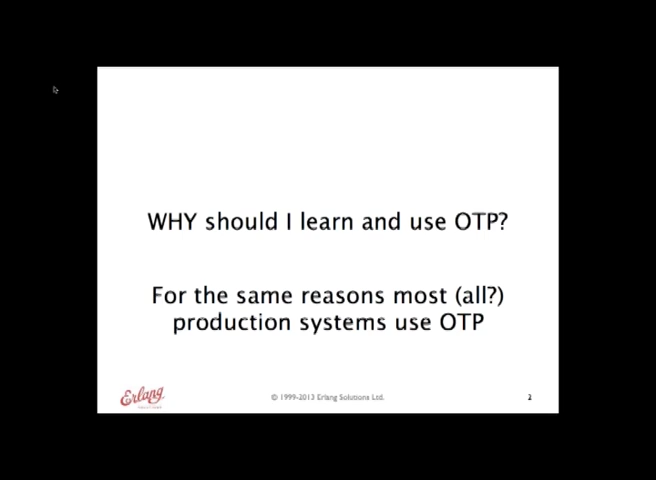 WHY should I learn and use OTP?
For the same reasons most (all?)
production systems use OTP
Erlang
SOLUTIONS
© 1999-2013 Erlang Solutions Ltd.
2